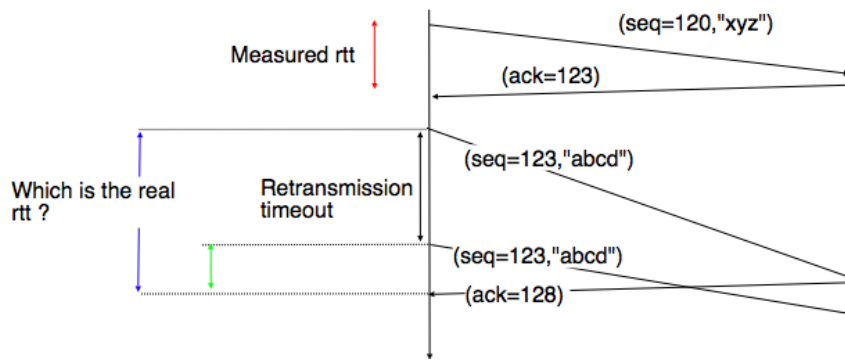 (seq=120,"xyz")
Measured rtt
(ack=123)
(seq=123,"abcd")
Which is the real
rtt ?
Retransmission
timeout
(seq=123,"abcd")
(ack=128)